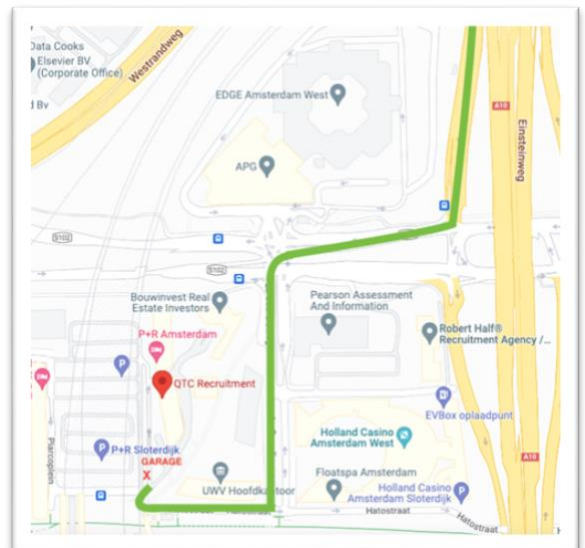 Data Cooks
Elsevier BV
(Corporate Office)
Westrandweg
EDGE Amsterdam West
A10
Einsteinweg
APG
S102
S102
Bouwinvest Real
Estate Investors
Pearson Assessment
And Information
P+R Amsterdam
Robert Half®
Recruitment Agency /...
QTC Recruitment
EVBox oplaadpunt
Piarcoplein
P+R Sloterdijk
GARAGE
X
Holland Casino
Amsterdam West
A10
UWV Hoofdkantoor
Floatspa Amsterdam
Holland Casino
Amsterdam Sloterdijk
Hatostraat
Hatostraat